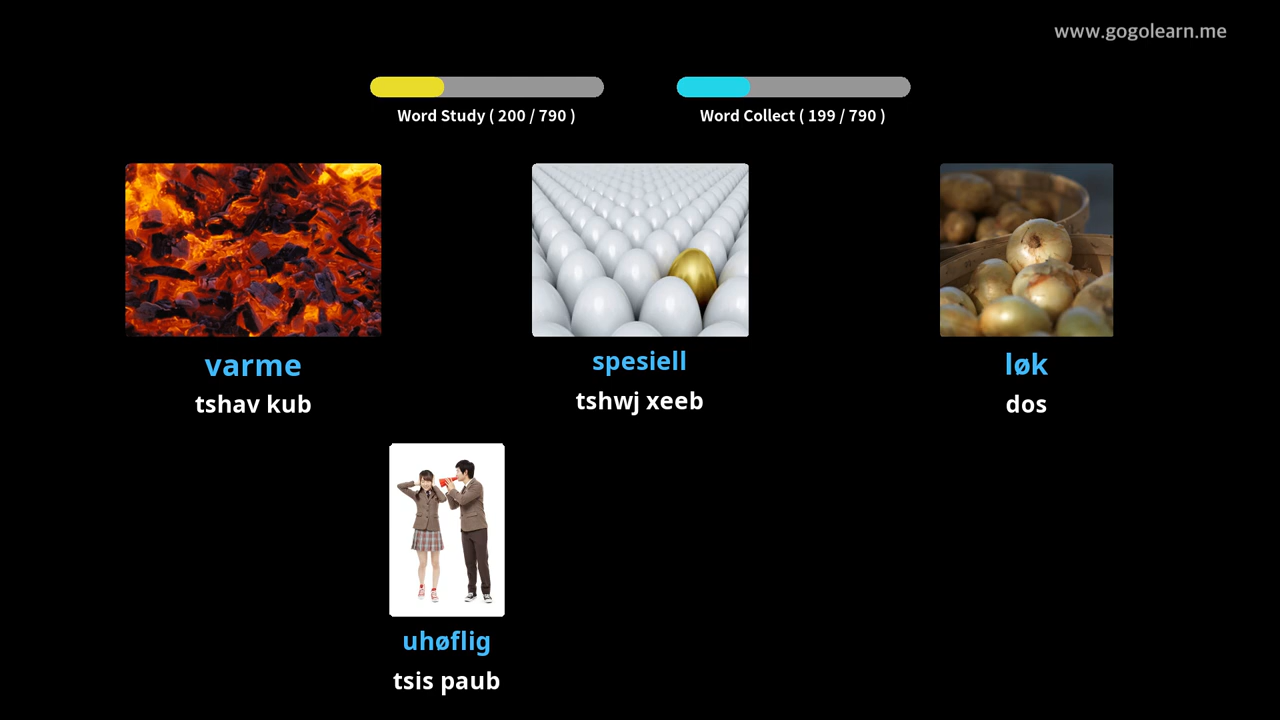 www.gogolearn.me
Word Study ( 200 / 790 )
Word Collect ( 199 / 790 )
varme
tshav kub
spesiell
tshwj xeeb
løk
dos
uhøflig
tsis paub